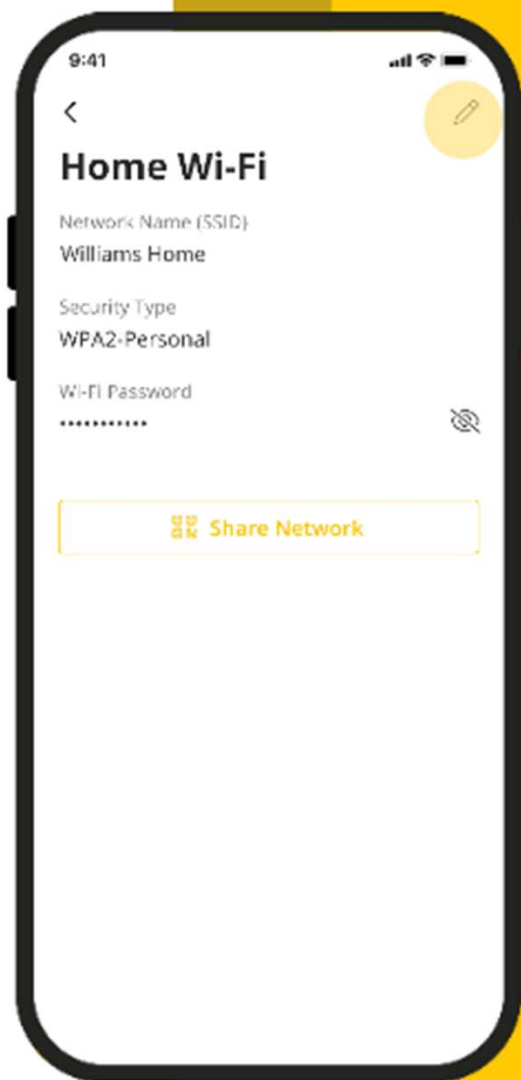 9:41
Home Wi-Fi
Network Name (SSID)
Williams Home
Security Type
WPA2-Personal
Wi-Fi Password
•••••••••••
Share Network